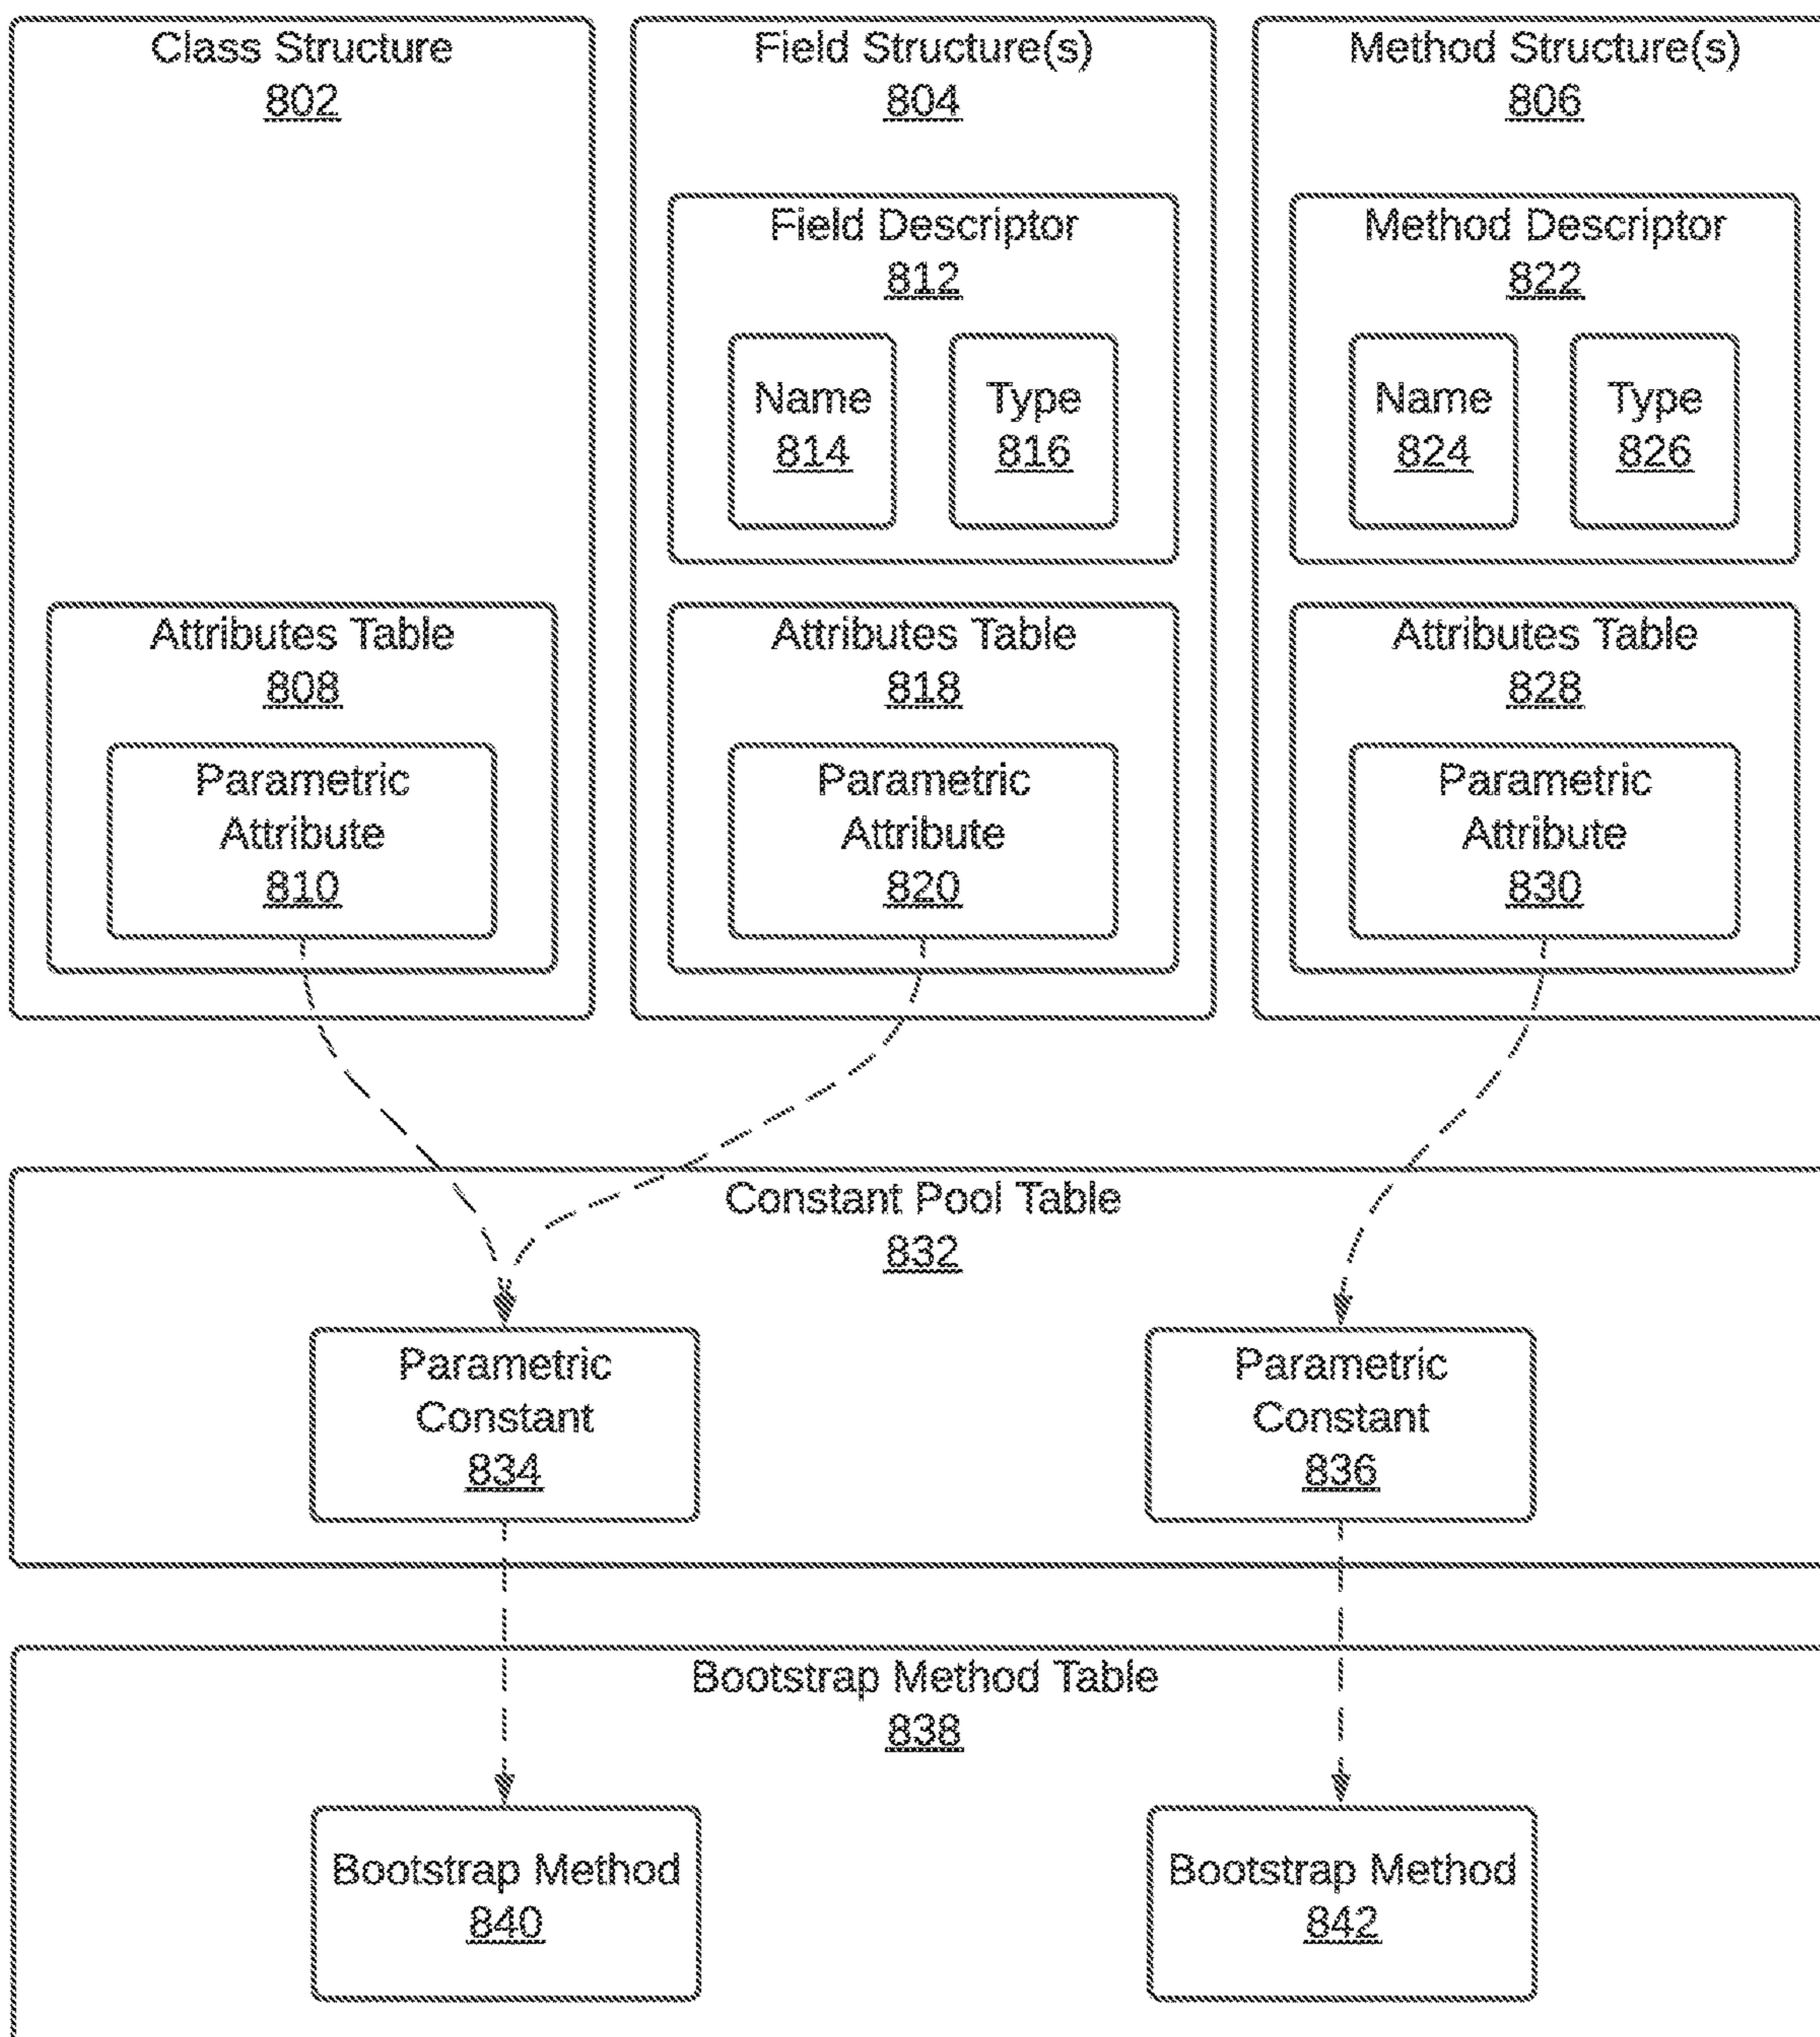 Class Structure
802
Field Structure(s)
804
Method Structure(s)
806
Field Descriptor
812
Name
814
Type
816
Method Descriptor
822
Name
824
Type
826
Attributes Table
808
Parametric
Attribute
810
Attributes Table
818
Parametric
Attribute
820
Attributes Table
828
Parametric
Attribute
830
Constant Pool Table
832
Parametric
Constant
834
Parametric
Constant
836
Bootstrap Method Table
838
Bootstrap Method
840
Bootstrap Method
842